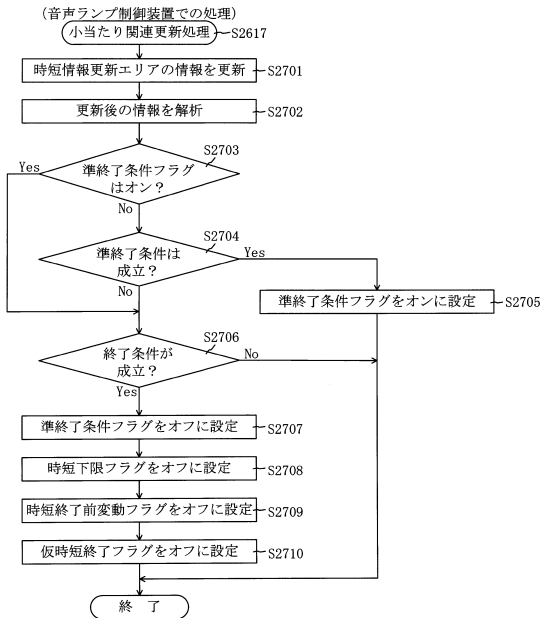 (音声ランプ制御装置での処理)
小当たり関連更新処理 S2617
時短情報更新エリアの情報を更新 S2701
更新後の情報を解析 S2702
S2703
Yes
準終了条件フラグ
はオン?
No
S2704
準終了条件は
成立?
Yes
No
準終了条件フラグをオンに設定 S2705
S2706
終了条件が
成立?
No
Yes
準終了条件フラグをオフに設定 S2707
時短下限フラグをオフに設定 S2708
時短終了前変動フラグをオフに設定 S2709
仮時短終了フラグをオフに設定 S2710
終 了